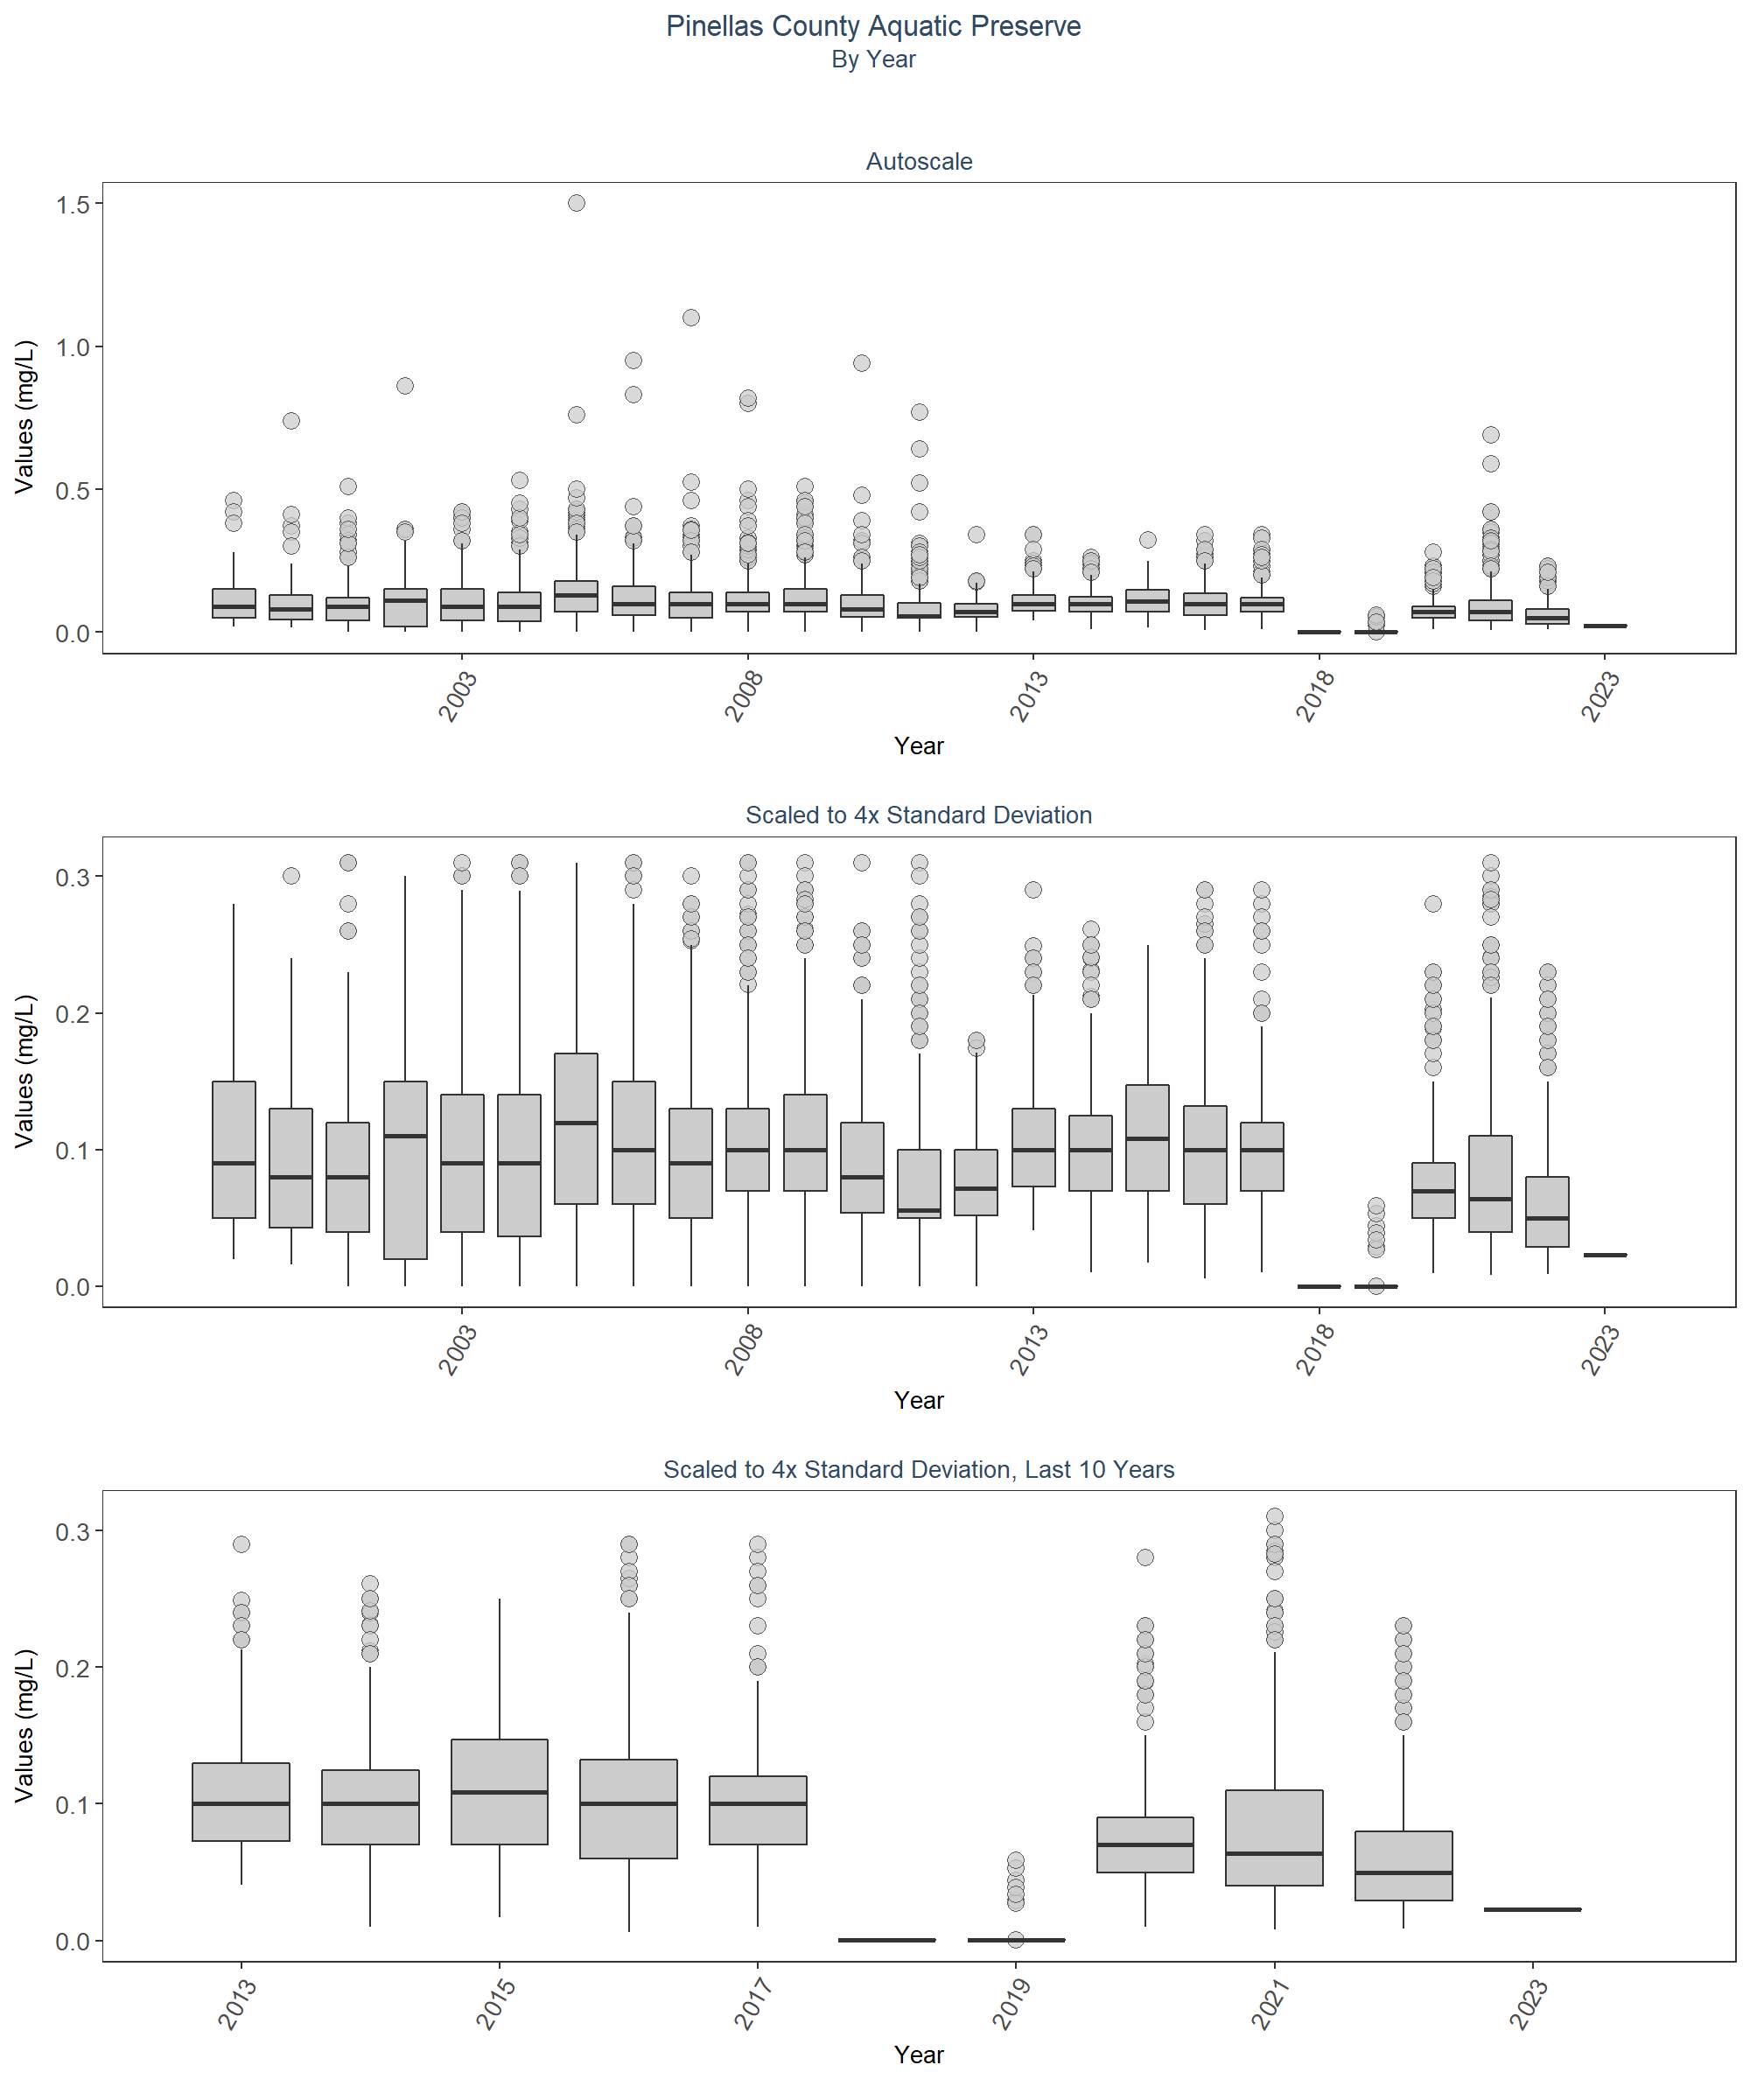 Pinellas County Aquatic Preserve
By Year
Autoscale
Values (mg/L)
1.5
1.0
0.5
0.0
2003 2008 2013 2018 2023
Year
Scaled to 4x Standard Deviation
Values (mg/L)
0.3
0.2
0.1
0.0
2003 2008 2013 2018 2023
Year
Scaled to 4x Standard Deviation, Last 10 Years
Values (mg/L)
0.3
0.2
0.1
0.0
2013 2015 2017 2019 2021 2023
Year